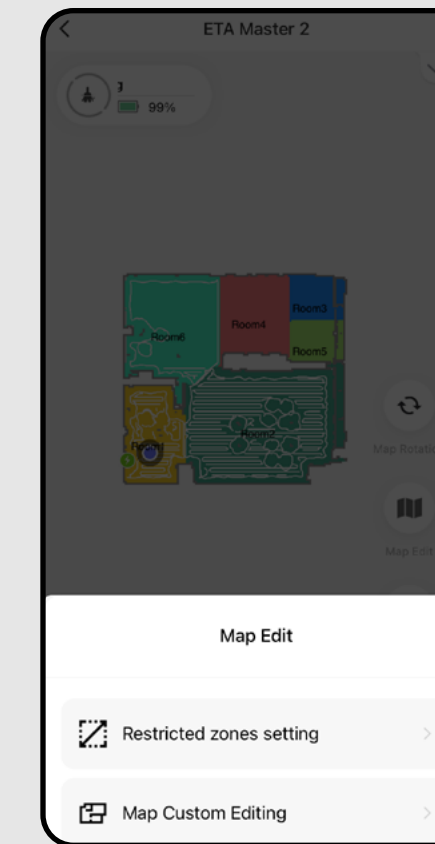 ETA Master 2
99%
Room3
Room4
Room6
Room5
Room2
Map Rotatio
Map Edit
Map Edit
Restricted zones setting
Map Custom Editing